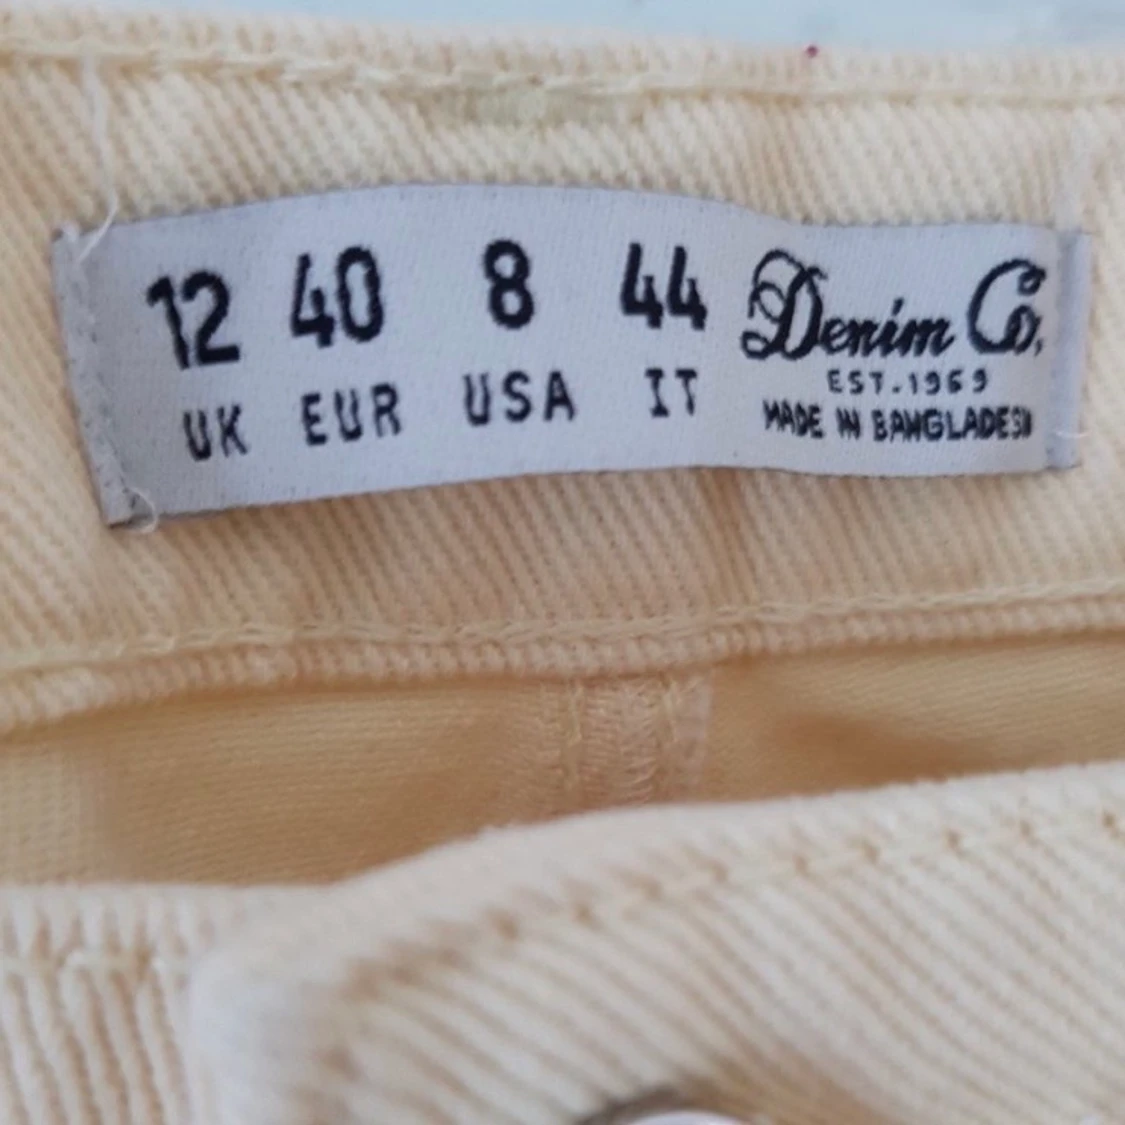 12 40 8 44
UK EUR USA IT
Denim Co.
EST.1969
MADE IN BANGLADESH